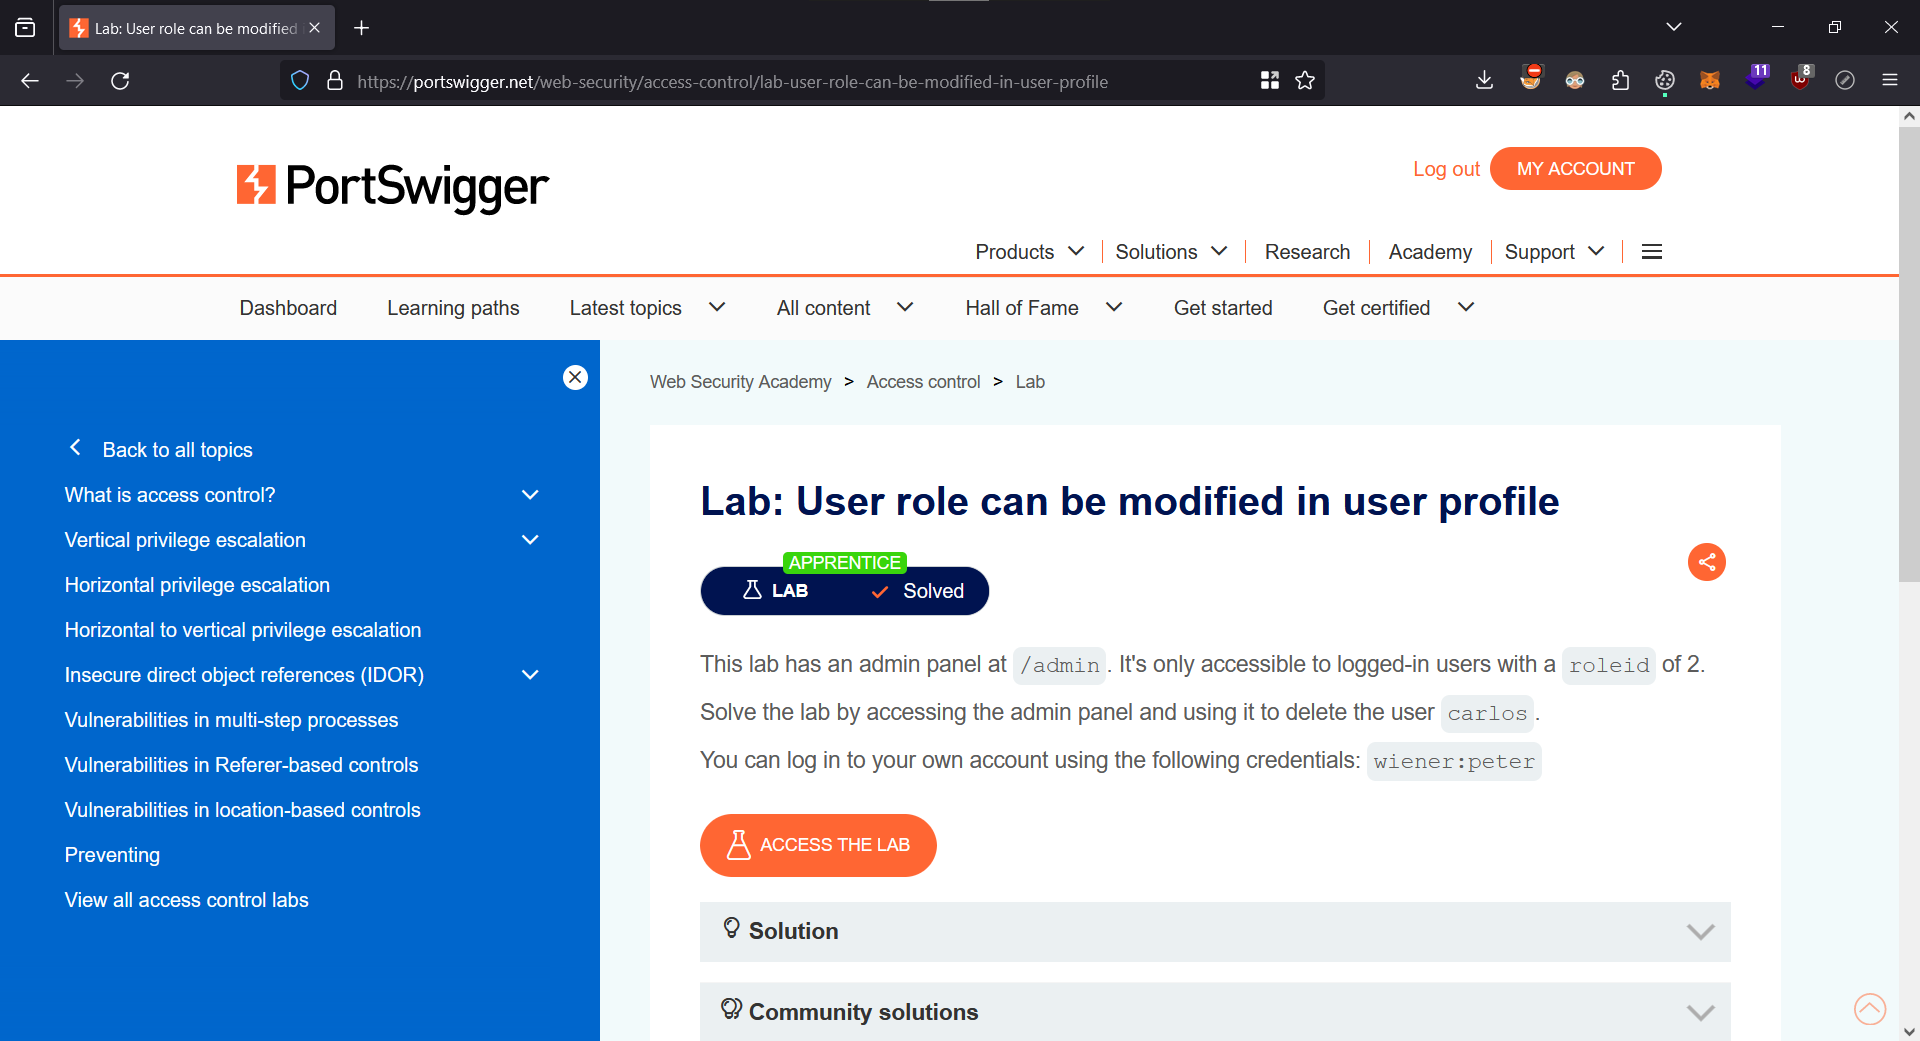 Lab: User role can be modified
https://portswigger.net/web-security/access-control/lab-user-role-can-be-modified-in-user-profile
11
8
PortSwigger
Log out
MY ACCOUNT
Products
Solutions
Research
Academy
Support
Dashboard
Learning paths
Latest topics
All content
Hall of Fame
Get started
Get certified
Back to all topics
What is access control?
Vertical privilege escalation
Horizontal privilege escalation
Horizontal to vertical privilege escalation
Insecure direct object references (IDOR)
Vulnerabilities in multi-step processes
Vulnerabilities in Referer-based controls
Vulnerabilities in location-based controls
Preventing
View all access control labs
Web Security Academy > Access control > Lab
Lab: User role can be modified in user profile
APPRENTICE
LAB
Solved
This lab has an admin panel at /admin. It's only accessible to logged-in users with a roleid of 2.
Solve the lab by accessing the admin panel and using it to delete the user carlos.
You can log in to your own account using the following credentials: wiener:peter
ACCESS THE LAB
Solution
Community solutions